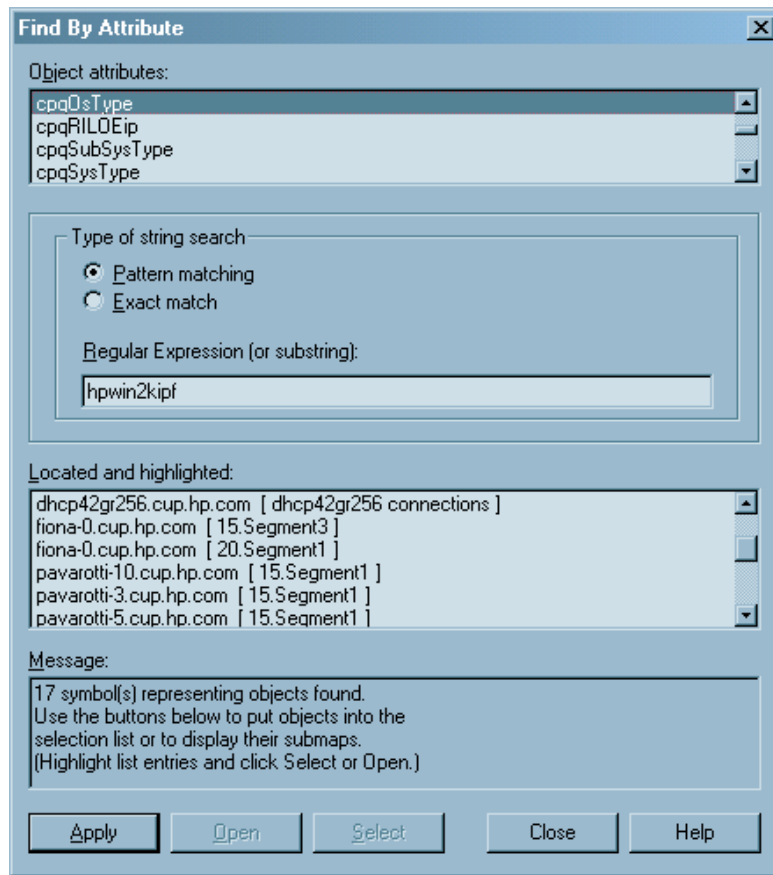 Find By Attribute
Object attributes:
cpqOsType
cpqRILOEip
cpqSubSysType
cpqSysType
Type of string search
Pattern matching
Exact match
Regular Expression (or substring):
hpwin2kipf
Located and highlighted:
dhcp42gr256.cup.hp.com [ dhcp42gr256 connections ]
fiona-0.cup.hp.com [ 15.Segment3 ]
fiona-0.cup.hp.com [ 20.Segment1 ]
pavarotti-10.cup.hp.com [ 15.Segment1 ]
pavarotti-3.cup.hp.com [ 15.Segment1 ]
pavarotti-5.cup.hp.com [ 15.Segment1 ]
Message:
17 symbol(s) representing objects found.
Use the buttons below to put objects into the
selection list or to display their submaps.
(Highlight list entries and click Select or Open.)
Apply Open Select Close Help